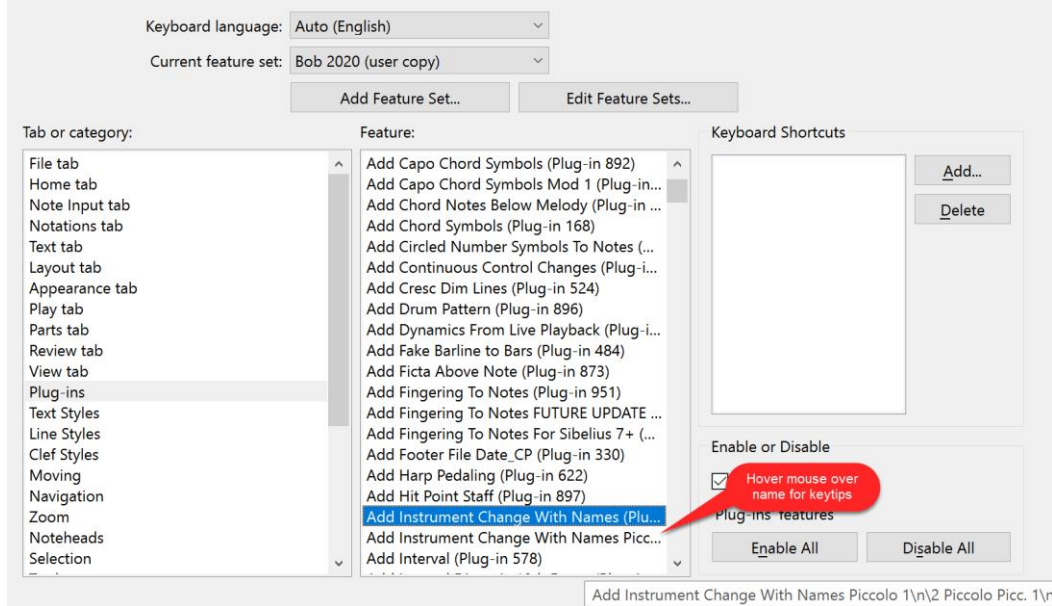 Keyboard language: Auto (English)
Current feature set: Bob 2020 (user copy)
Add Feature Set... Edit Feature Sets...
Tab or category:
File tab
Home tab
Note Input tab
Notations tab
Text tab
Layout tab
Appearance tab
Play tab
Parts tab
Review tab
View tab
Plug-ins
Text Styles
Line Styles
Clef Styles
Moving
Navigation
Zoom
Noteheads
Selection
Feature:
Add Capo Chord Symbols (Plug-in 892)
Add Capo Chord Symbols Mod 1 (Plug-in...
Add Chord Notes Below Melody (Plug-in ...
Add Chord Symbols (Plug-in 168)
Add Circled Number Symbols To Notes (...
Add Continuous Control Changes (Plug-i...
Add Cresc Dim Lines (Plug-in 524)
Add Drum Pattern (Plug-in 896)
Add Dynamics From Live Playback (Plug-i...
Add Fake Barline to Bars (Plug-in 484)
Add Ficta Above Note (Plug-in 873)
Add Fingering To Notes (Plug-in 951)
Add Fingering To Notes FUTURE UPDATE ...
Add Fingering To Notes For Sibelius 7+ (...
Add Footer File Date_CP (Plug-in 330)
Add Harp Pedaling (Plug-in 622)
Add Hit Point Staff (Plug-in 897)
Add Instrument Change With Names (Plu...
Add Instrument Change With Names Picc...
Add Interval (Plug-in 578)
Keyboard Shortcuts
Add...
Delete
Enable or Disable
Hover mouse over
name for keytips
Plug-ins' features
Enable All Disable All
Add Instrument Change With Names Piccolo 1\n\2 Piccolo Picc. 1\n